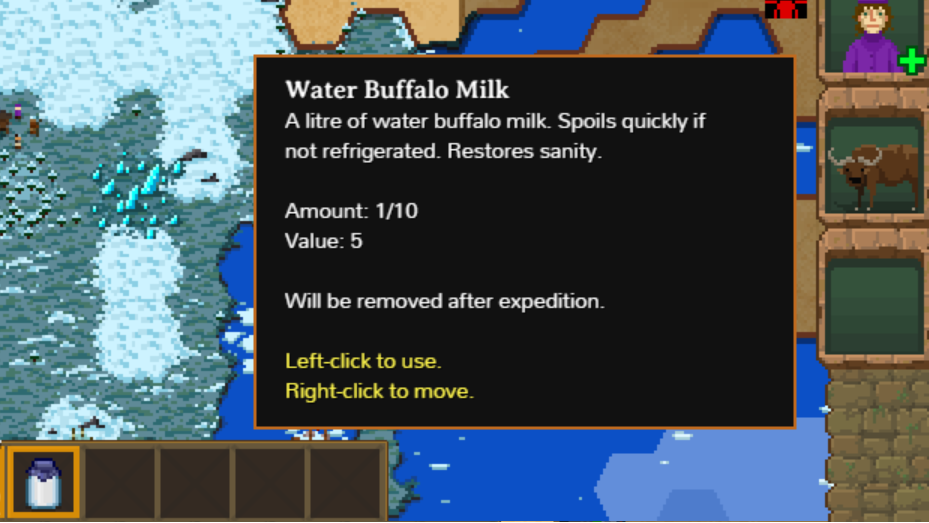 Water Buffalo Milk
A litre of water buffalo milk. Spoils quickly if
not refrigerated. Restores sanity.
Amount: 1/10
Value: 5
Will be removed after expedition.
Left-click to use.
Right-click to move.